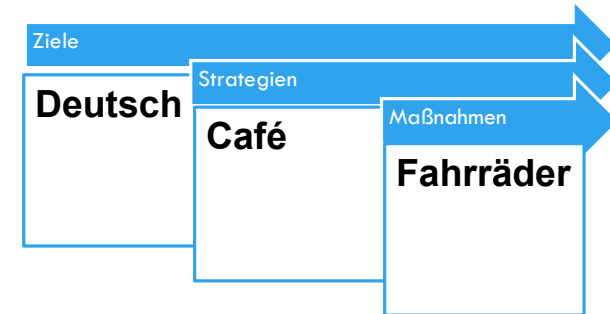 Ziele
Deutsch
Strategien
Café
Maßnahmen
Fahrräder